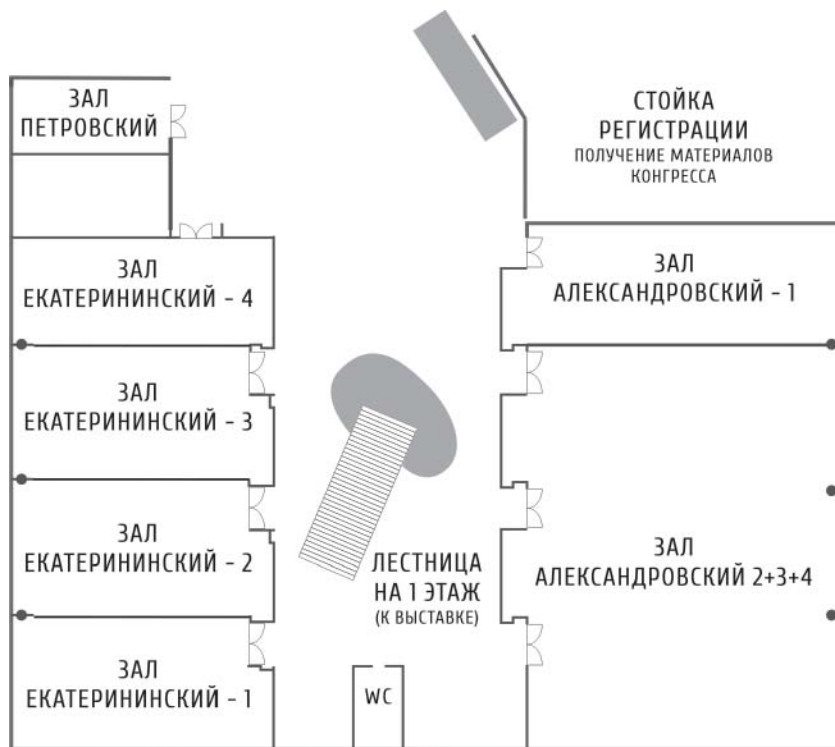 ЗАЛ
ПЕТРОВСКИЙ
СТОЙКА
РЕГИСТРАЦИИ
ПОЛУЧЕНИЕ МАТЕРИАЛОВ
КОНГРЕССА
ЗАЛ
ЕКАТЕРИНИНСКИЙ - 4
ЗАЛ
АЛЕКСАНДРОВСКИЙ - 1
ЗАЛ
ЕКАТЕРИНИНСКИЙ - 3
ЗАЛ
ЕКАТЕРИНИНСКИЙ - 2
ЛЕСТНИЦА
НА 1 ЭТАЖ
(К ВЫСТАВКЕ)
ЗАЛ
АЛЕКСАНДРОВСКИЙ 2+3+4
ЗАЛ
ЕКАТЕРИНИНСКИЙ - 1
WC